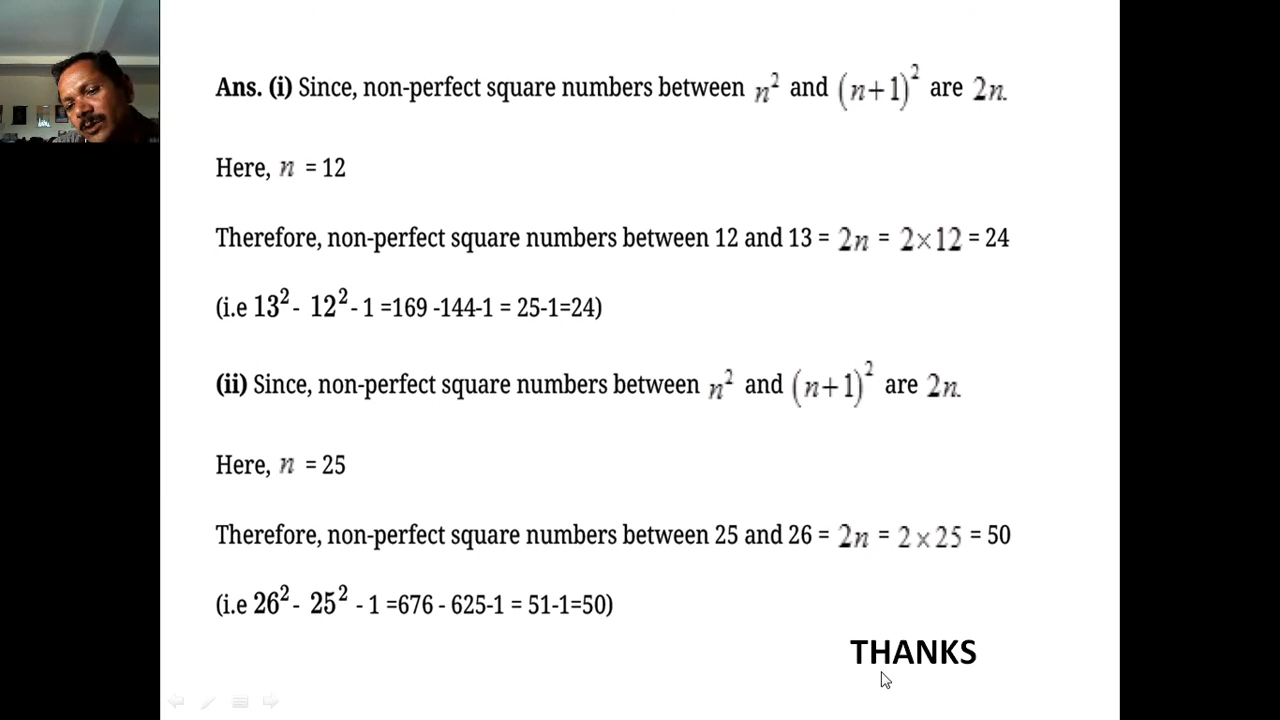 Ans. (i) Since, non-perfect square numbers between n² and (n+1)² are 2n.
Here, n = 12
Therefore, non-perfect square numbers between 12 and 13 = 2n = 2×12 = 24
(i.e 13² - 12² - 1 =169 -144-1 = 25-1=24)
(ii) Since, non-perfect square numbers between n² and (n+1)² are 2n.
Here, n = 25
Therefore, non-perfect square numbers between 25 and 26 = 2n = 2×25 = 50
(i.e 26² - 25² - 1 =676 - 625-1 = 51-1=50)
THANKS